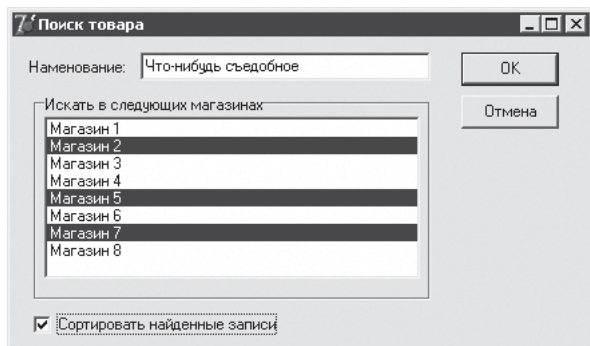 Поиск товара
Наменование: Что-нибудь съедобное
OK
Искать в следующих магазинах
Отмена
Магазин 1
Магазин 2
Магазин 3
Магазин 4
Магазин 5
Магазин 6
Магазин 7
Магазин 8
Сортировать найденные записи